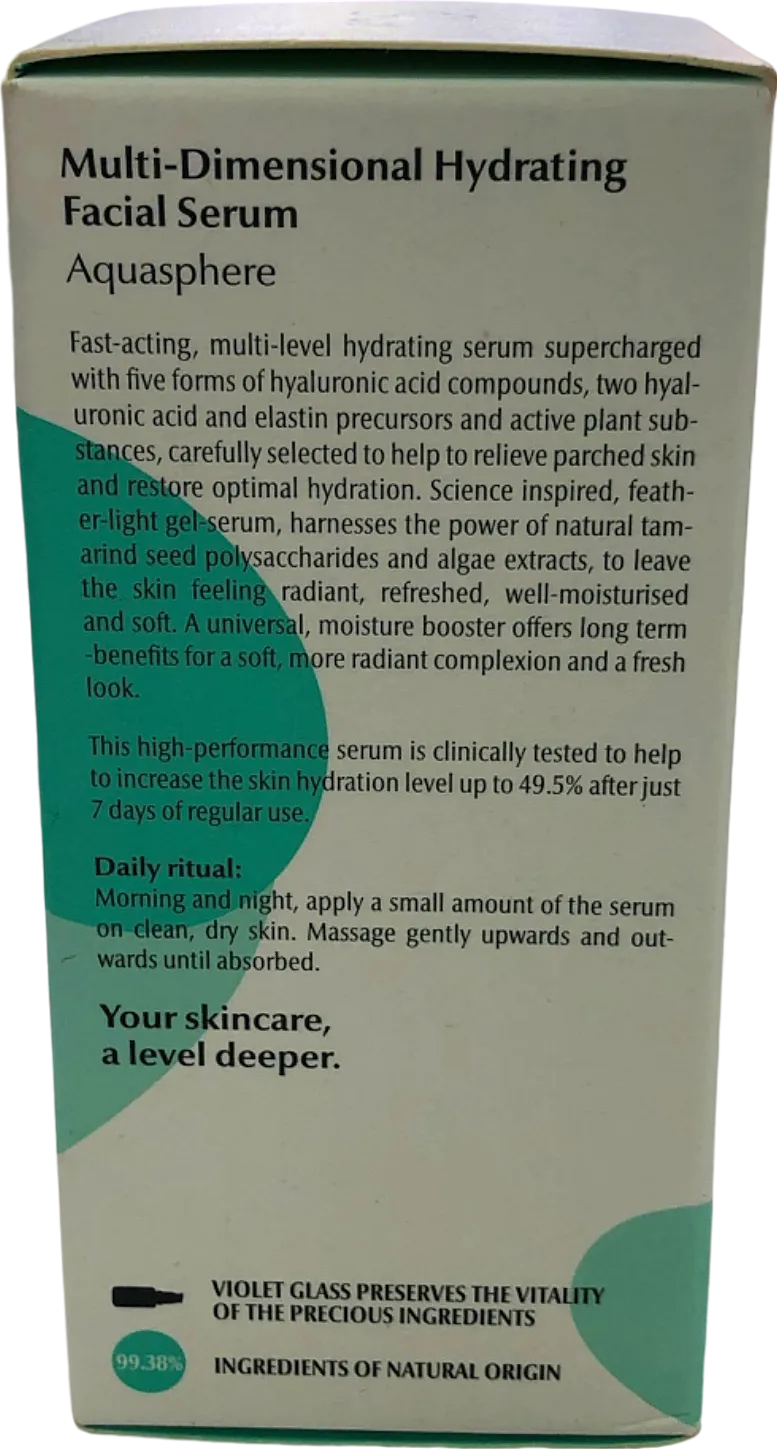 Multi-Dimensional Hydrating
Facial Serum
Aquasphere
Fast-acting, multi-level hydrating serum supercharged
with five forms of hyaluronic acid compounds, two hyal-
uronic acid and elastin precursors and active plant sub-
stances, carefully selected to help to relieve parched skin
and restore optimal hydration. Science inspired, feath-
er-light gel-serum, harnesses the power of natural tam-
arind seed polysaccharides and algae extracts, to leave
the skin feeling radiant, refreshed, well-moisturised
and soft. A universal, moisture booster offers long term
-benefits for a soft, more radiant complexion and a fresh
look.
This high-performance serum is clinically tested to help
to increase the skin hydration level up to 49.5% after just
7 days of regular use.
Daily ritual:
Morning and night, apply a small amount of the serum
on clean, dry skin. Massage gently upwards and out-
wards until absorbed.
Your skincare,
a level deeper.
VIOLET GLASS PRESERVES THE VITALITY
OF THE PRECIOUS INGREDIENTS
99.38% INGREDIENTS OF NATURAL ORIGIN